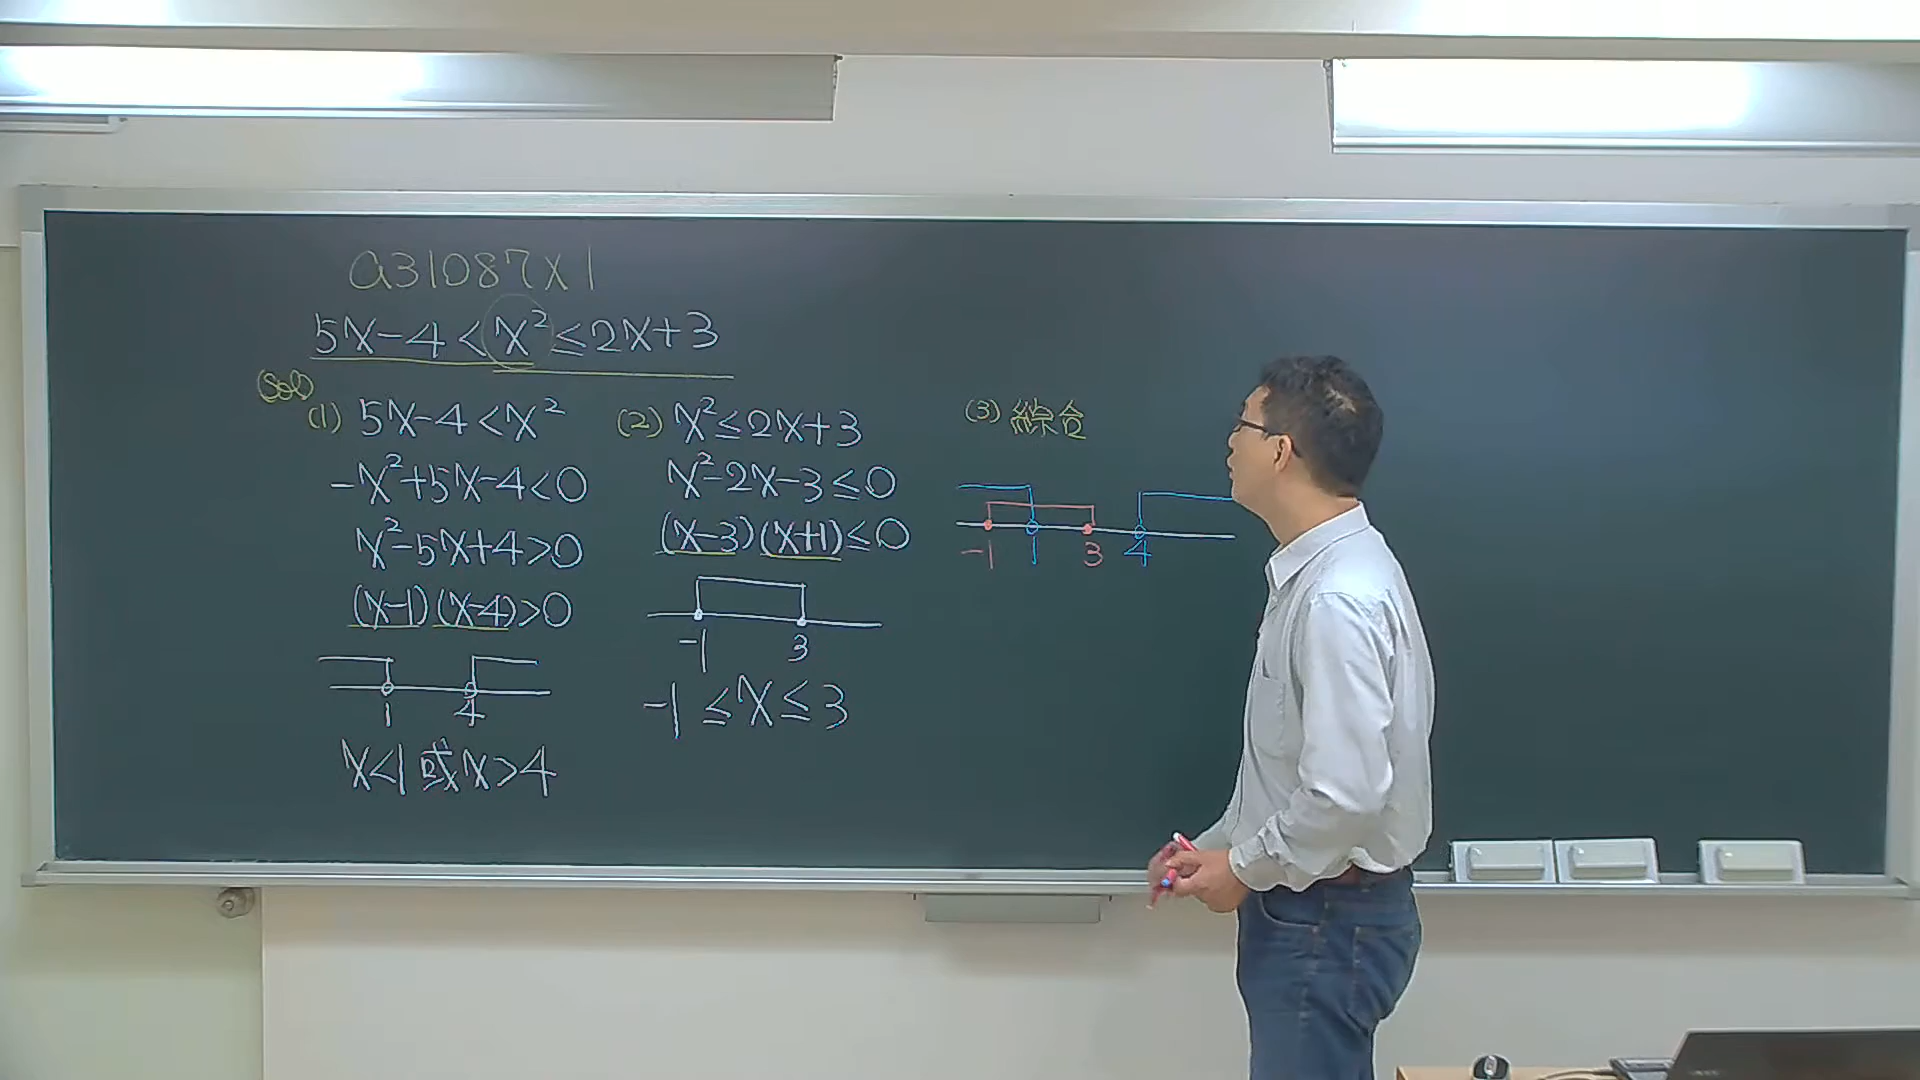 a31087x1
5x-4<x²≤2x+3
(sol)
(1) 5x-4<x²
-x²+5x-4<0
x²-5x+4>0
(x-1)(x-4)>0
1 4
x<1或x>4
(2) x²≤2x+3
x²-2x-3≤0
(x-3)(x+1)≤0
-1 3
-1≤x≤3
(3) 綜合
-1 1 3 4